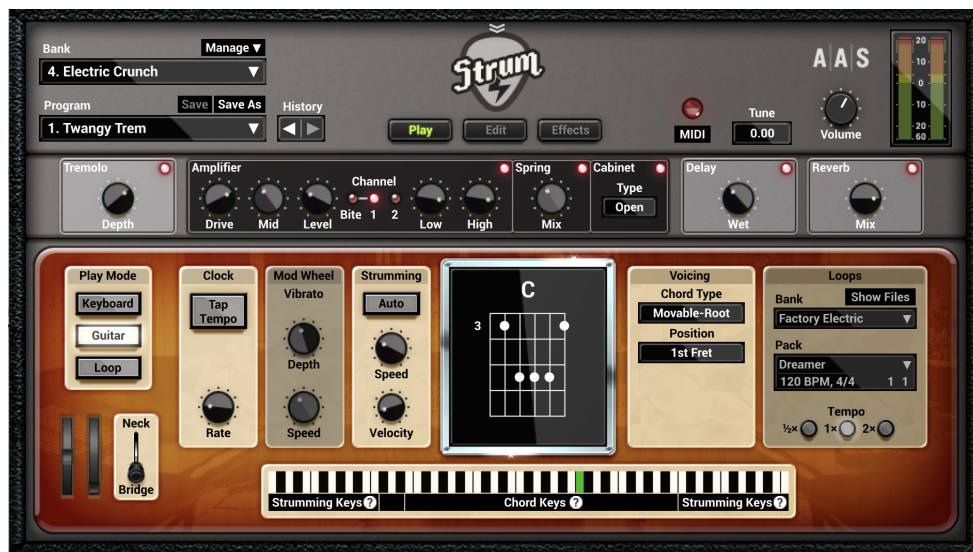 Bank
Manage ▼
4. Electric Crunch ▼
Program
Save
Save As
1. Twangy Trem ▼
History
Strum
Play
Edit
Effects
MIDI
Tune
0.00
A|A|S
Volume
20
10
0
10
20
60
Tremolo
Depth
Amplifier
Drive
Mid
Level
Channel
Bite 1 2
Low
High
Spring
Mix
Cabinet
Type
Open
Delay
Wet
Reverb
Mix
Play Mode
Keyboard
Guitar
Loop
Clock
Tap
Tempo
Rate
Mod Wheel
Vibrato
Depth
Speed
Strumming
Auto
Speed
Velocity
C
3
Voicing
Chord Type
Movable-Root
Position
1st Fret
Loops
Bank
Show Files
Factory Electric ▼
Pack
Dreamer ▼
120 BPM, 4/4 1 1
Tempo
½× 1× 2×
Neck
Bridge
Strumming Keys ?
Chord Keys ?
Strumming Keys ?